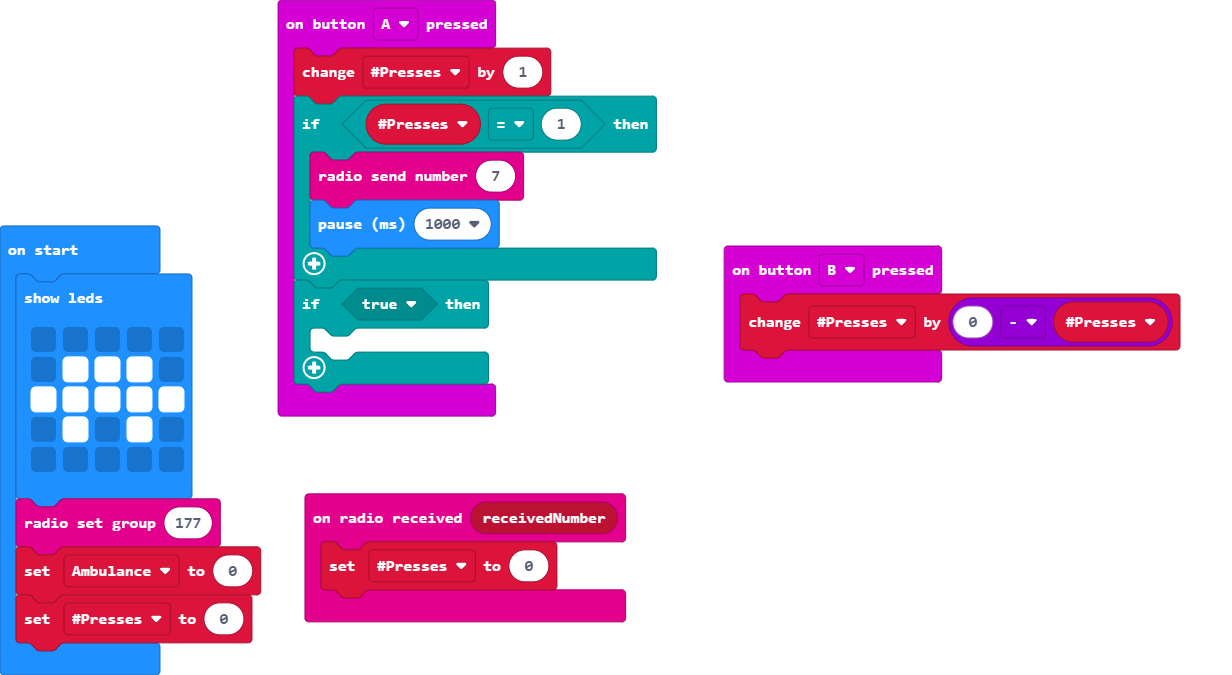 on start
show leds
radio set group 177
set Ambulance to 0
set #Presses to 0
on button A pressed
change #Presses by 1
if #Presses = 1 then
radio send number 7
pause (ms) 1000
if true then
on radio received receivedNumber
set #Presses to 0
on button B pressed
change #Presses by 0 - #Presses